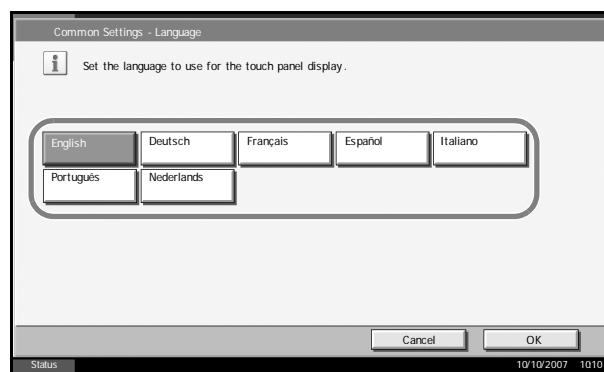 Common Settings - Language
i
Set the language to use for the touch panel display.
English Deutsch Français Español Italiano
Português Nederlands
Cancel OK
Status 10/10/2007 10:10